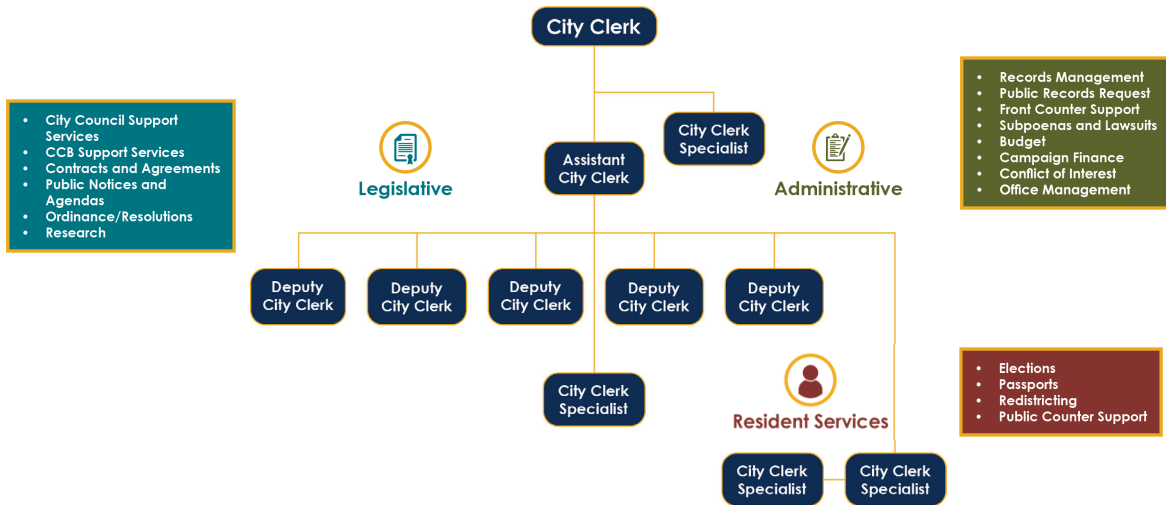 City Clerk
• City Council Support
Services
• CCB Support Services
• Contracts and Agreements
• Public Notices and
Agendas
• Ordinance/Resolutions
• Research
Legislative
Assistant
City Clerk
City Clerk
Specialist
Administrative
• Records Management
• Public Records Request
• Front Counter Support
• Subpoenas and Lawsuits
• Budget
• Campaign Finance
• Conflict of Interest
• Office Management
Deputy
City Clerk
Deputy
City Clerk
Deputy
City Clerk
Deputy
City Clerk
Deputy
City Clerk
City Clerk
Specialist
Resident Services
• Elections
• Passports
• Redistricting
• Public Counter Support
City Clerk
Specialist
City Clerk
Specialist